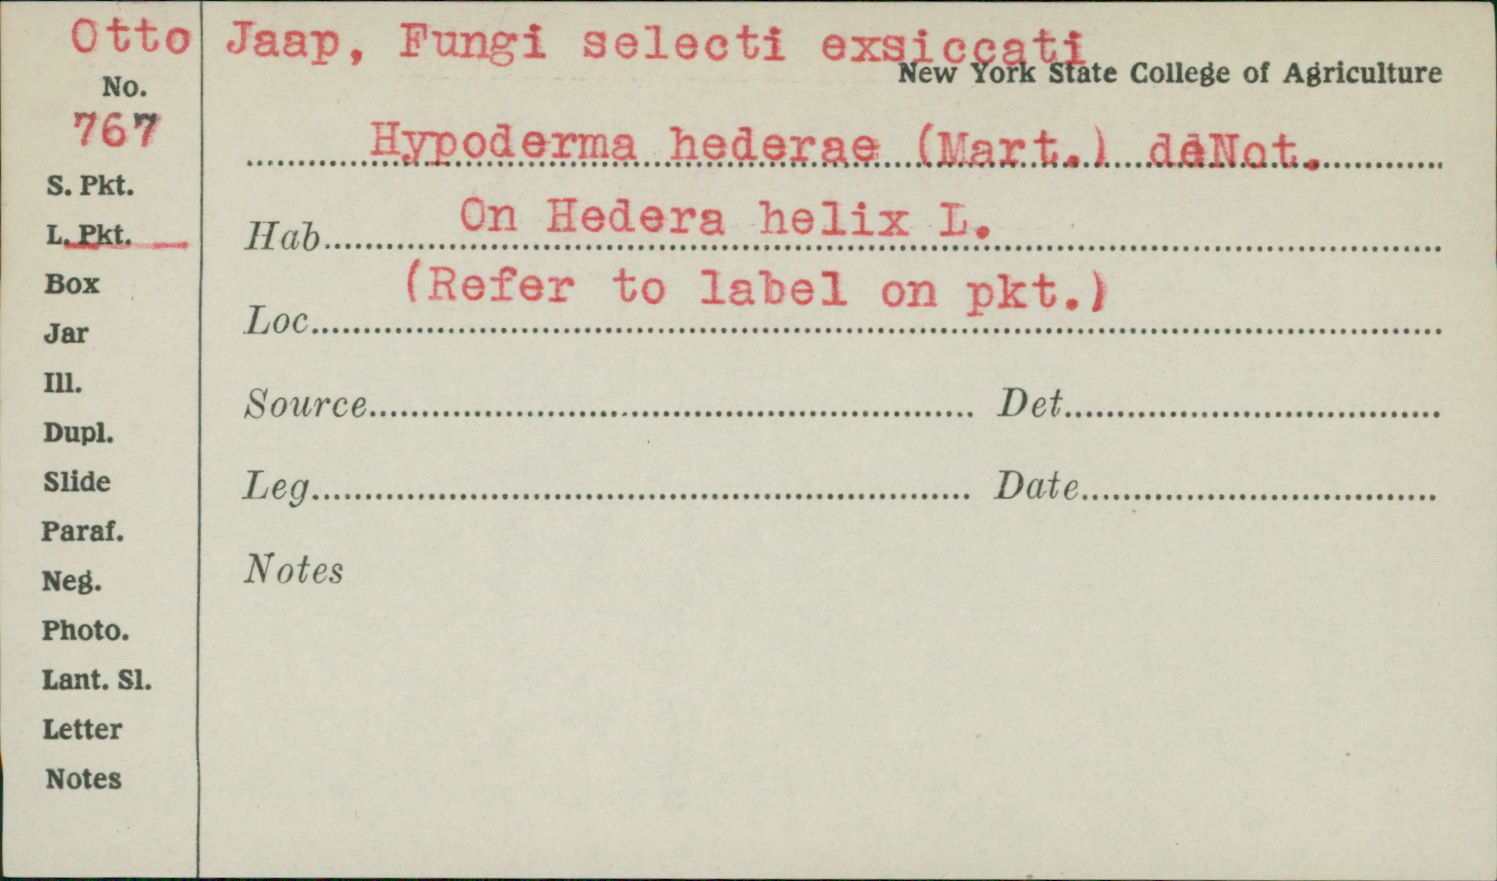 Otto Jaap, Fungi selecti exsiccati
New York State College of Agriculture
No.
767
Hypoderma hederae (Mart.) deNot.
S. Pkt.
L. Pkt.
Hab. On Hedera helix L.
Box
(Refer to label on pkt.)
Jar
Loc.
Ill.
Source Det.
Dupl.
Slide
Leg. Date
Paraf.
Neg.
Notes
Photo.
Lant. Sl.
Letter
Notes